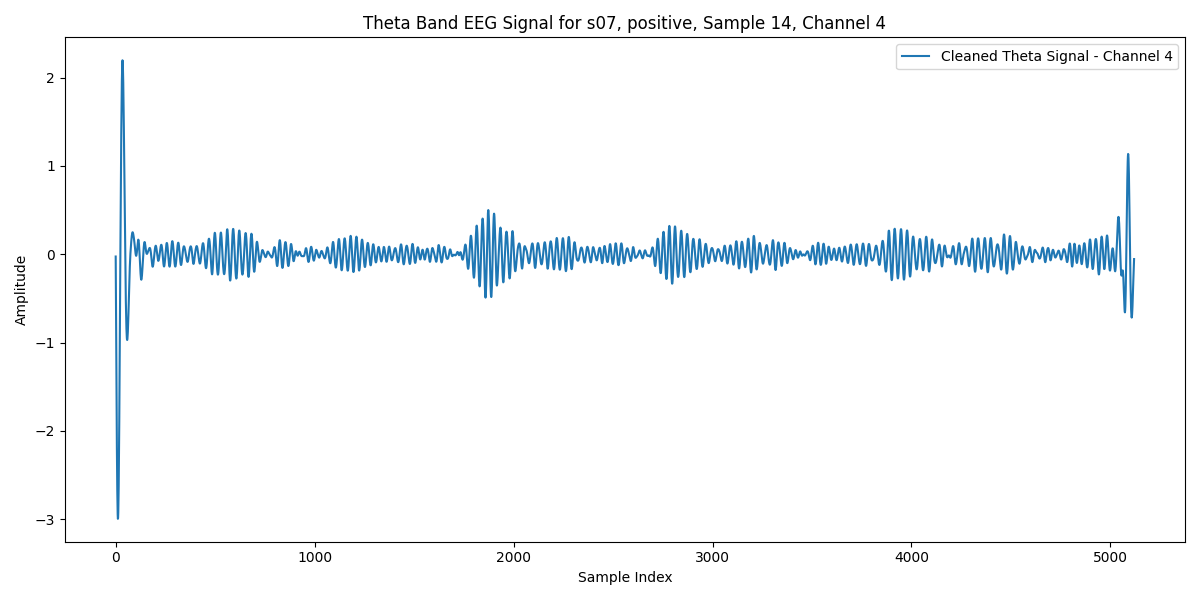 Theta Band EEG Signal for s07, positive, Sample 14, Channel 4
Cleaned Theta Signal - Channel 4
2
1
0
−1
−2
−3
Amplitude
0 1000 2000 3000 4000 5000
Sample Index